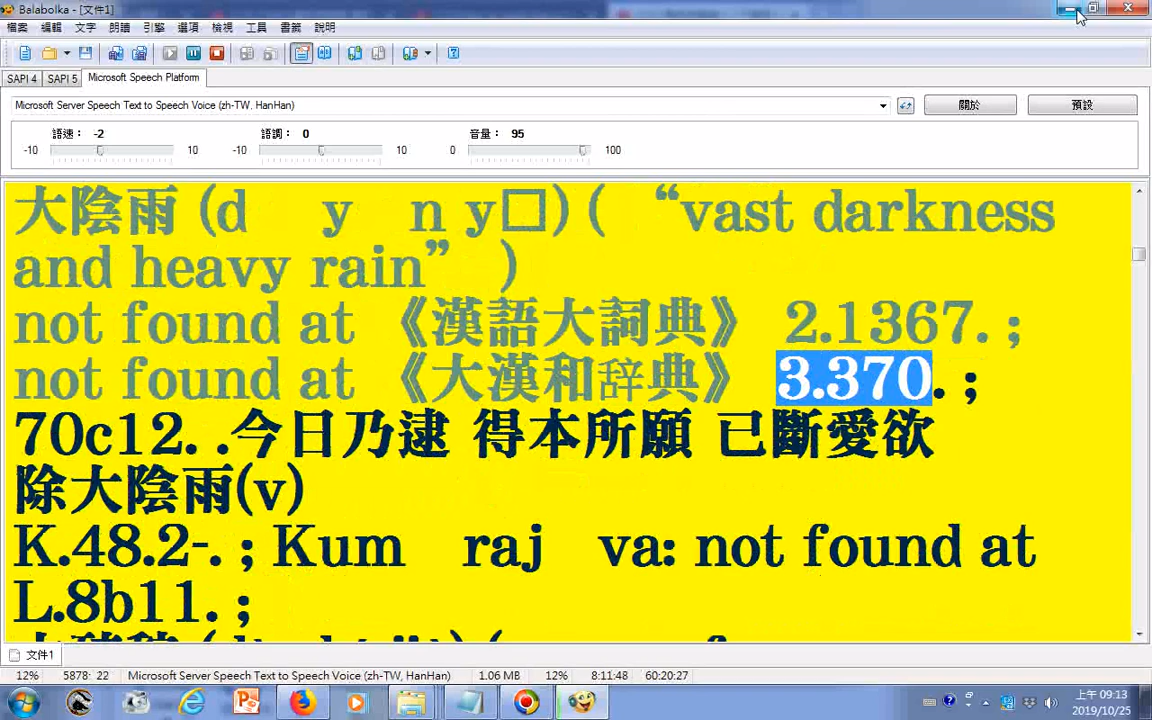 Balabolka - [文件1]
檔案 編輯 文字 朗讀 引擎 選項 檢視 工具 書籤 說明
SAPI 4 SAPI 5 Microsoft Speech Platform
Microsoft Server Speech Text to Speech Voice (zh-TW, HanHan) 關於 預設
語速: -2 語調: 0 音量: 95
-10 10 -10 10 0 100
大陰雨 (d y n y□) ( “vast darkness
and heavy rain” )
not found at 《漢語大詞典》 2.1367. ;
not found at 《大漢和辞典》 3.370. ;
70c12. .今日乃逮 得本所願 已斷愛欲
除大陰雨(v)
K.48.2-. ; Kum raj va: not found at
L.8b11. ;
文件1
12% 5878: 22 Microsoft Server Speech Text to Speech Voice (zh-TW, HanHan) 1.06 MB 12% 8:11:48 60:20:27
上午 09:13
2019/10/25